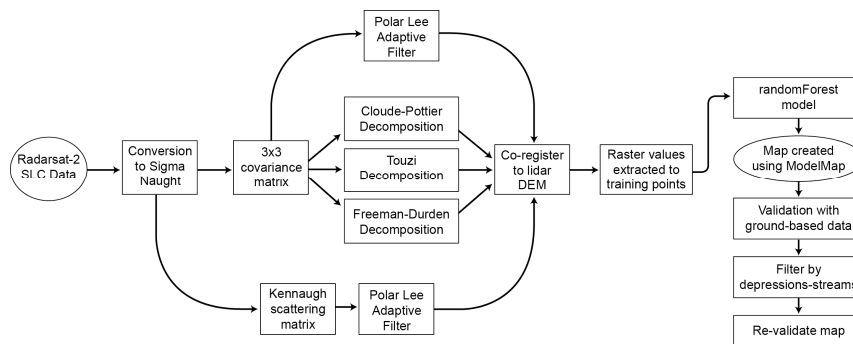 Radarsat-2
SLC Data
Conversion
to Sigma
Naught
3x3
covariance
matrix
Polar Lee
Adaptive
Filter
Cloude-Pottier
Decomposition
Touzi
Decomposition
Freeman-Durden
Decomposition
Kennaugh
scattering
matrix
Polar Lee
Adaptive
Filter
Co-register
to lidar
DEM
Raster values
extracted to
training points
randomForest
model
Map created
using ModelMap
Validation with
ground-based data
Filter by
depressions-streams
Re-validate map